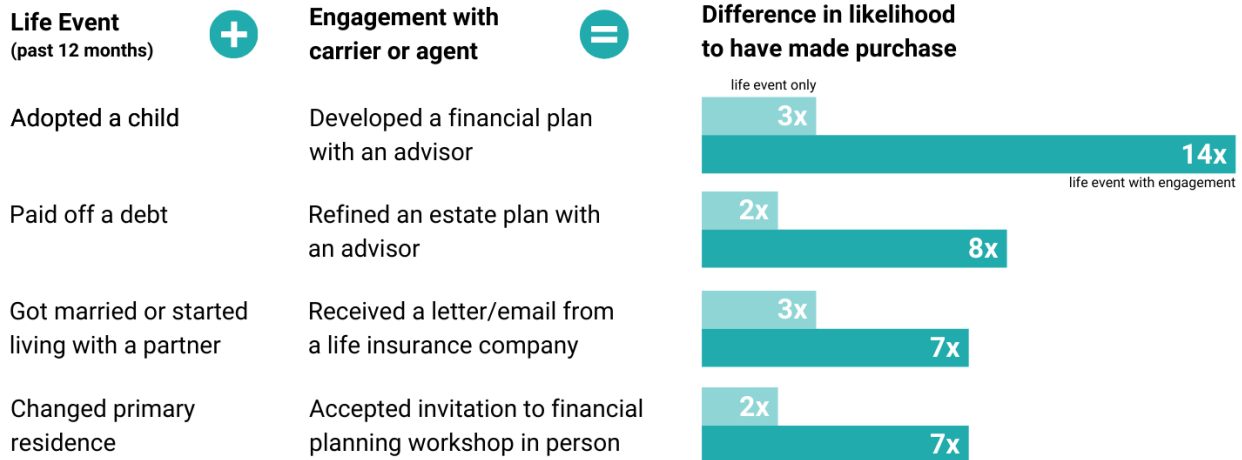 Life Event
(past 12 months)
+
Engagement with
carrier or agent
=
Difference in likelihood
to have made purchase
life event only
Adopted a child
Developed a financial plan
with an advisor
3x
14x
life event with engagement
Paid off a debt
Refined an estate plan with
an advisor
2x
8x
Got married or started
living with a partner
Received a letter/email from
a life insurance company
3x
7x
Changed primary
residence
Accepted invitation to financial
planning workshop in person
2x
7x